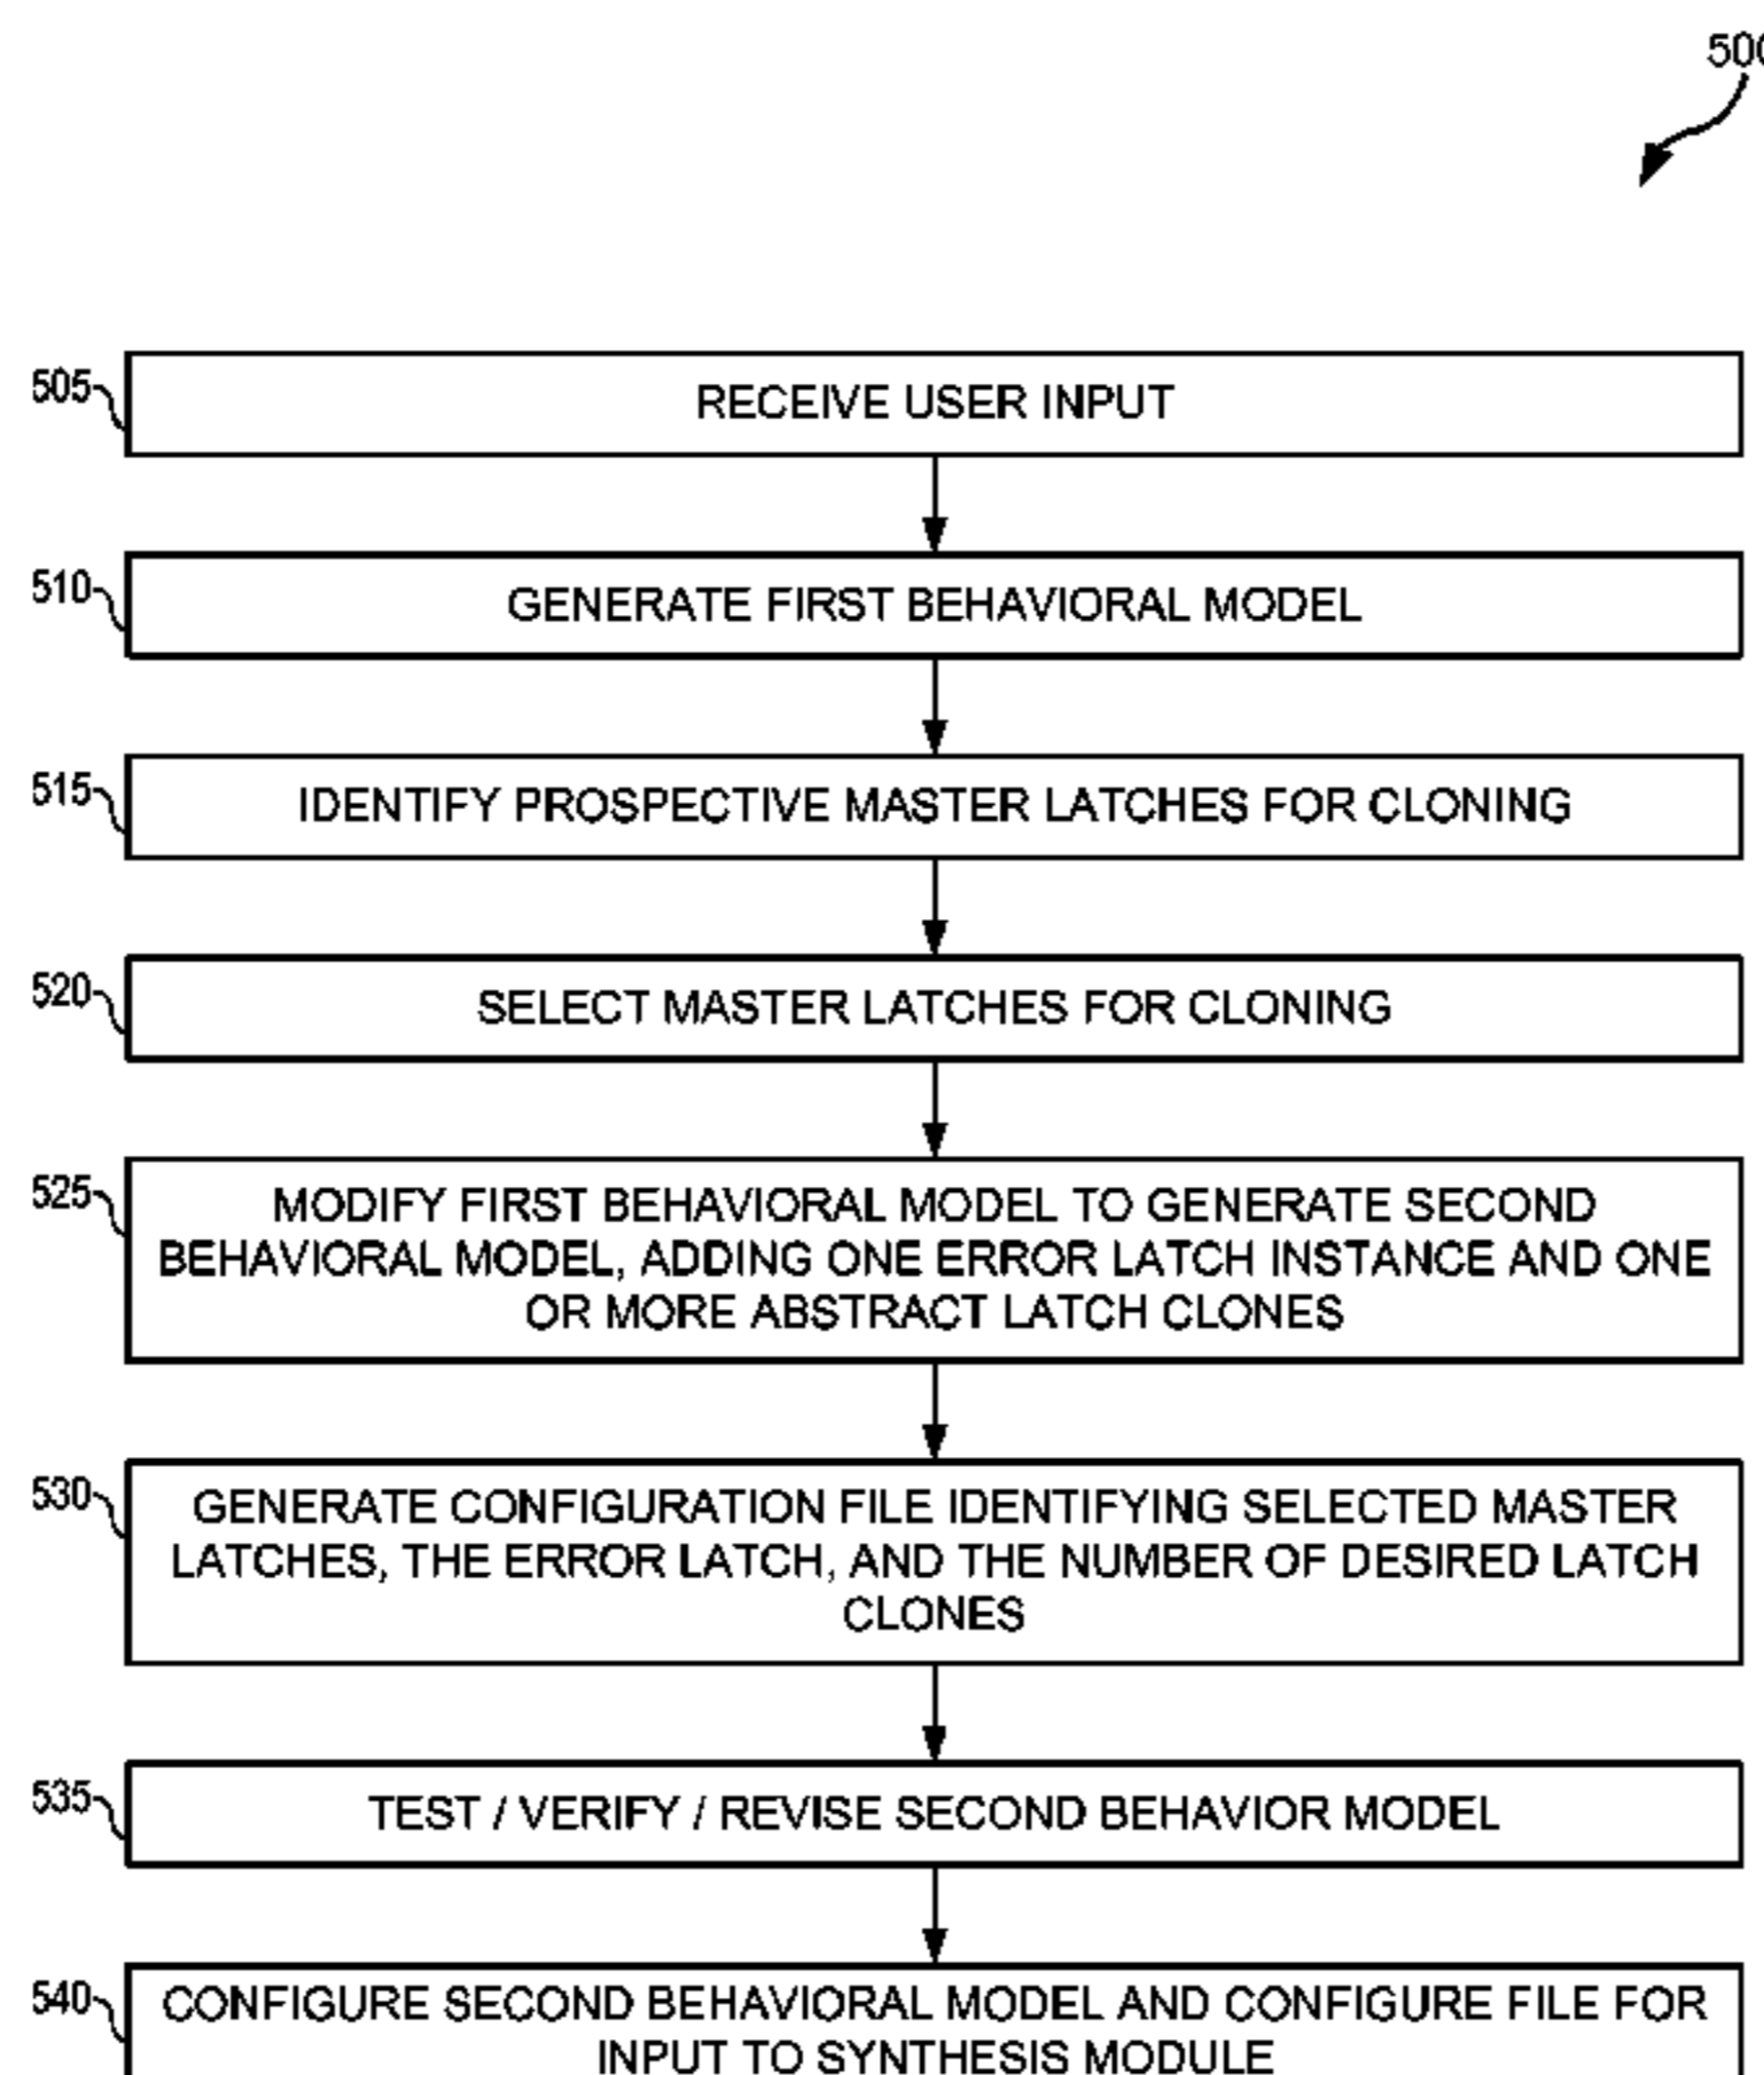 500
505
RECEIVE USER INPUT
510
GENERATE FIRST BEHAVIORAL MODEL
515
IDENTIFY PROSPECTIVE MASTER LATCHES FOR CLONING
520
SELECT MASTER LATCHES FOR CLONING
525
MODIFY FIRST BEHAVIORAL MODEL TO GENERATE SECOND
BEHAVIORAL MODEL, ADDING ONE ERROR LATCH INSTANCE AND ONE
OR MORE ABSTRACT LATCH CLONES
530
GENERATE CONFIGURATION FILE IDENTIFYING SELECTED MASTER
LATCHES, THE ERROR LATCH, AND THE NUMBER OF DESIRED LATCH
CLONES
535
TEST / VERIFY / REVISE SECOND BEHAVIOR MODEL
540
CONFIGURE SECOND BEHAVIORAL MODEL AND CONFIGURE FILE FOR
INPUT TO SYNTHESIS MODULE